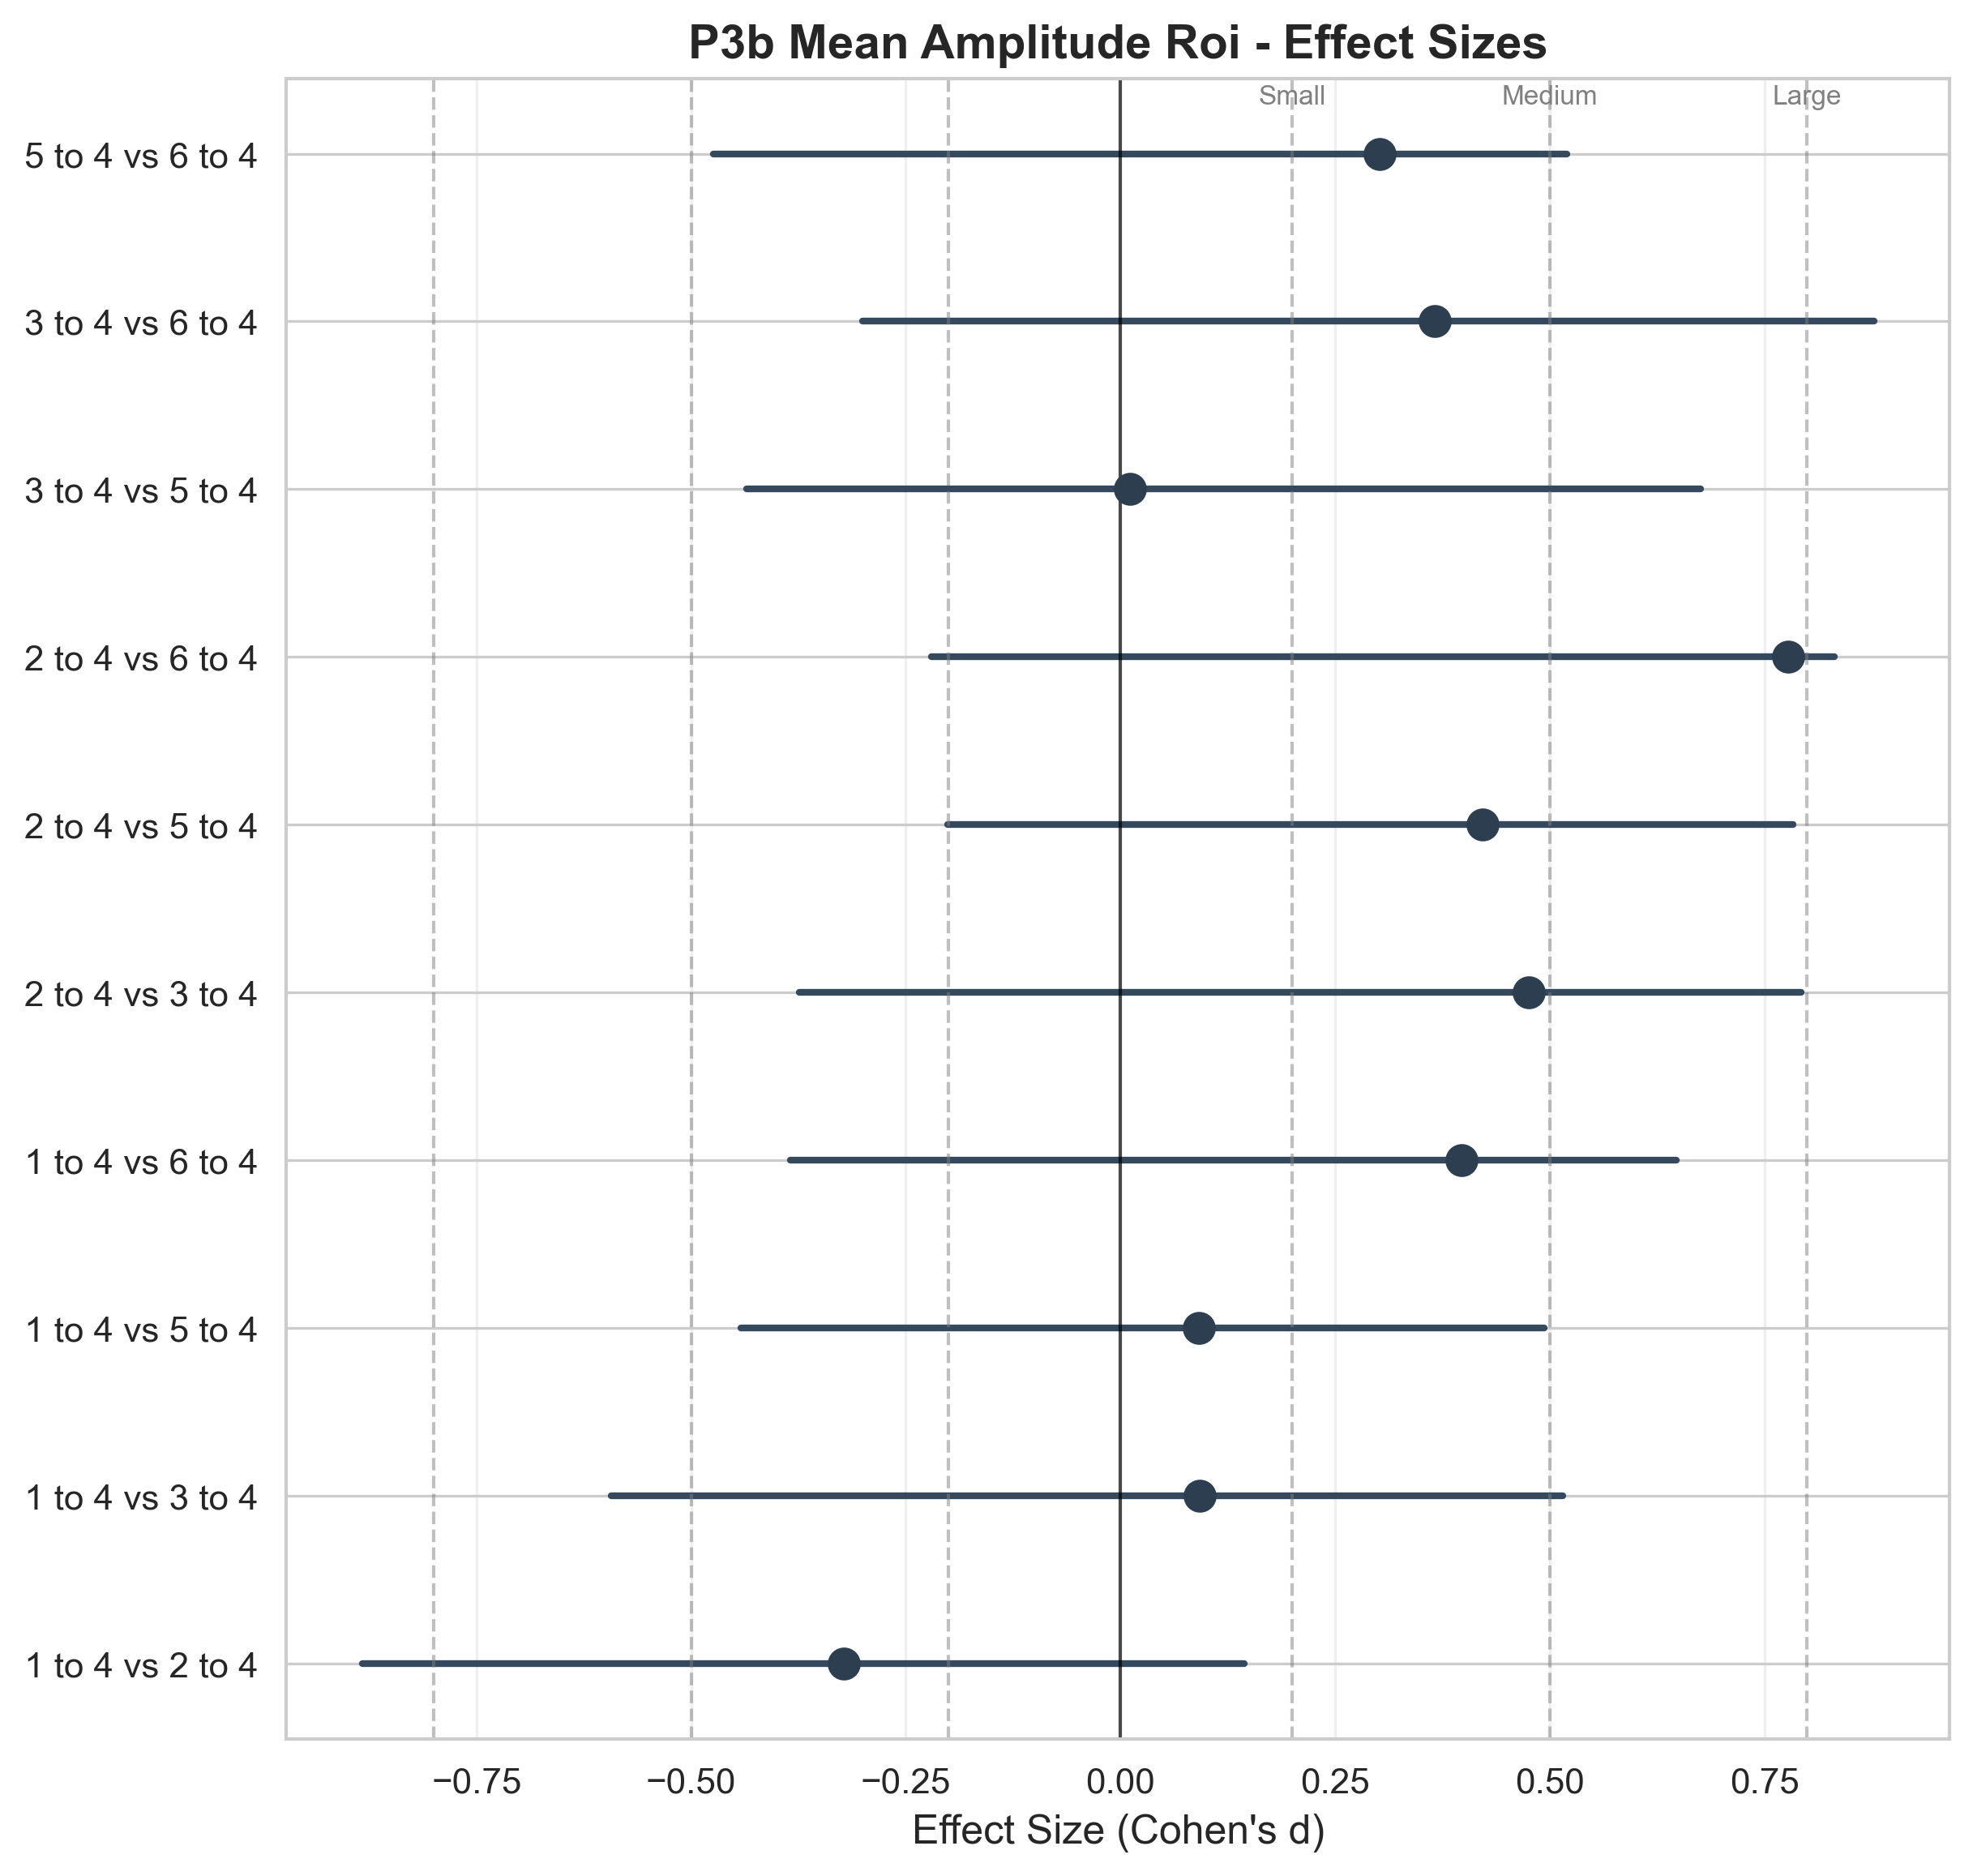 P3b Mean Amplitude Roi - Effect Sizes
Small Medium Large
5 to 4 vs 6 to 4
3 to 4 vs 6 to 4
3 to 4 vs 5 to 4
2 to 4 vs 6 to 4
2 to 4 vs 5 to 4
2 to 4 vs 3 to 4
1 to 4 vs 6 to 4
1 to 4 vs 5 to 4
1 to 4 vs 3 to 4
1 to 4 vs 2 to 4
−0.75 −0.50 −0.25 0.00 0.25 0.50 0.75
Effect Size (Cohen's d)